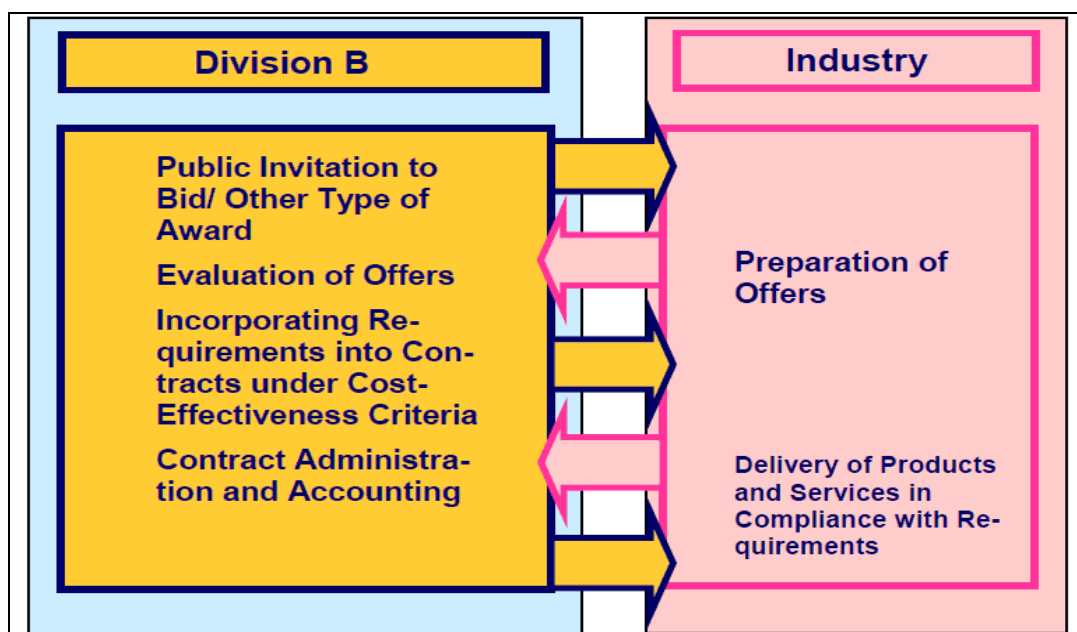 Division B
Public Invitation to
Bid/ Other Type of
Award
Evaluation of Offers
Incorporating Re-
quirements into Con-
tracts under Cost-
Effectiveness Criteria
Contract Administra-
tion and Accounting
Industry
Preparation of
Offers
Delivery of Products
and Services in
Compliance with Re-
quirements